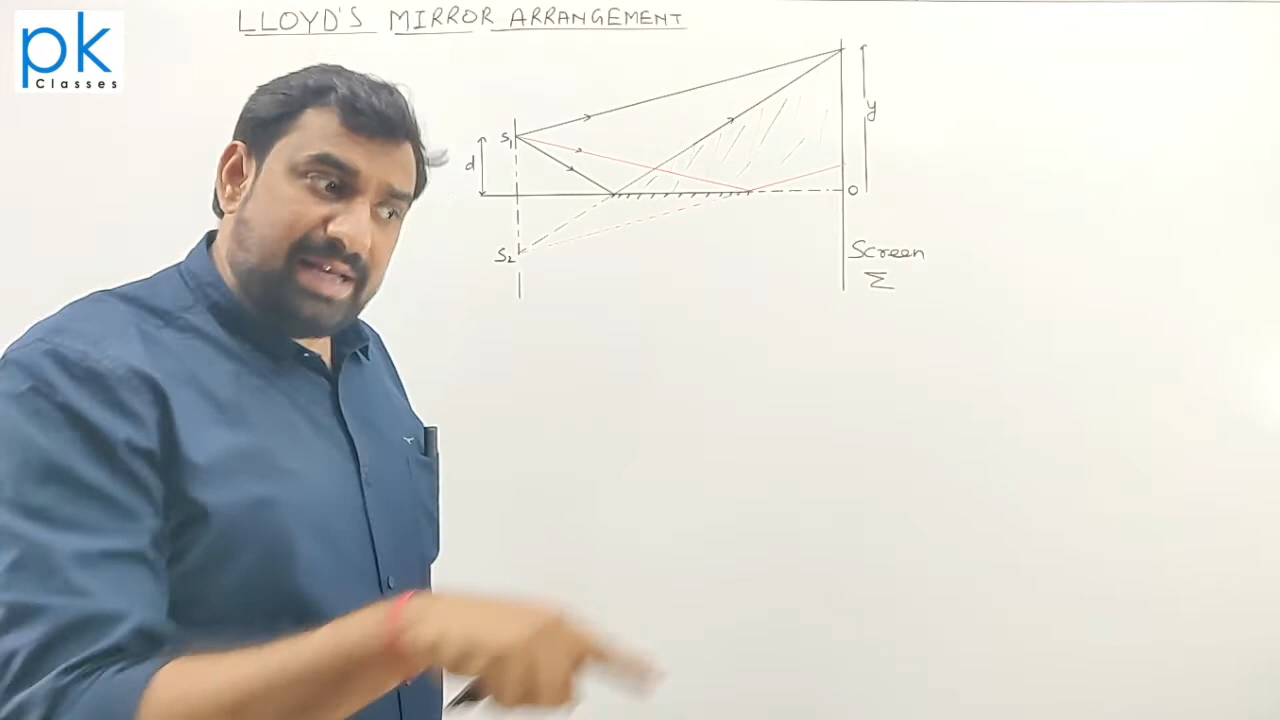 LLOYD'S MIRROR ARRANGEMENT
pk
Classes
S₁
d
y
O
S₂
Screen
Σ